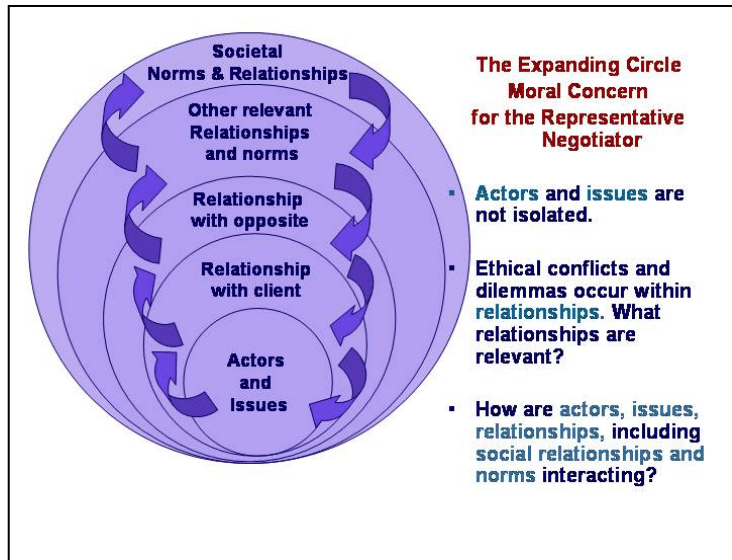 Societal
Norms & Relationships
Other relevant
Relationships
and norms
Relationship
with opposite
Relationship
with client
Actors
and
Issues
The Expanding Circle
Moral Concern
for the Representative
Negotiator
▪ Actors and issues are
not isolated.
▪ Ethical conflicts and
dilemmas occur within
relationships. What
relationships are
relevant?
▪ How are actors, issues,
relationships, including
social relationships and
norms interacting?